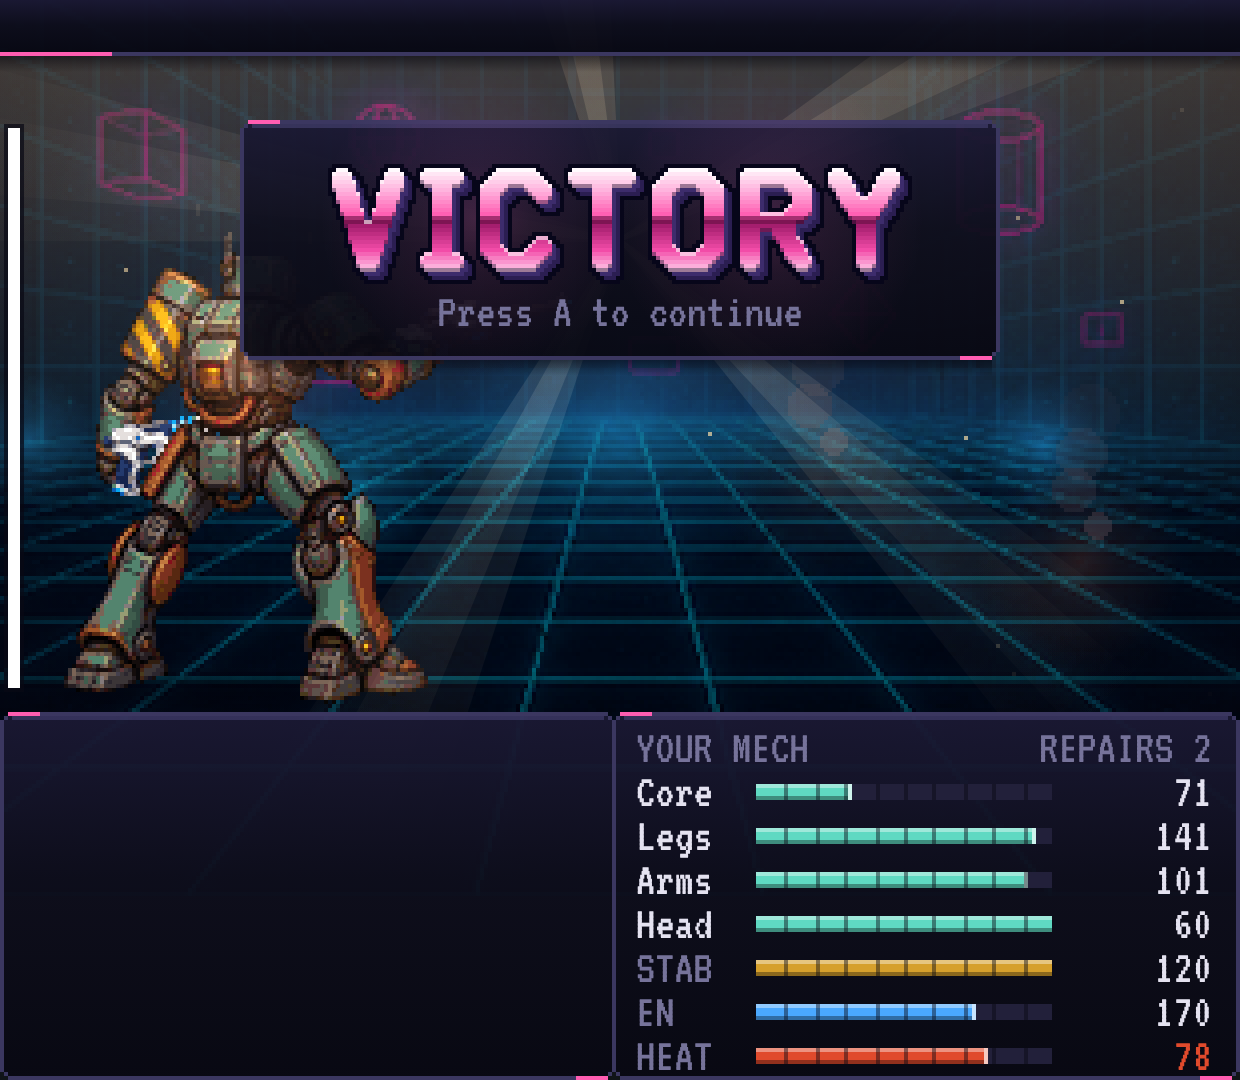 VICTORY
Press A to continue
YOUR MECH REPAIRS 2
Core 71
Legs 141
Arms 101
Head 60
STAB 120
EN 170
HEAT 78